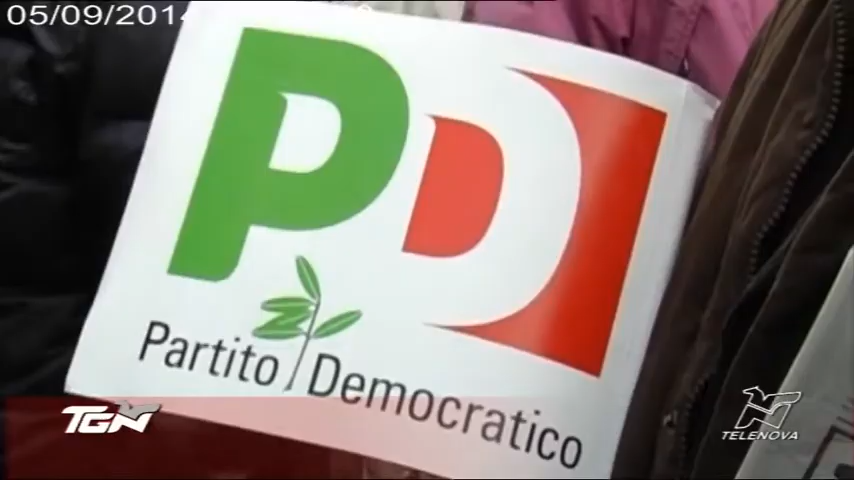 05/09/2014
PD
Partito Democratico
TGN
TELENOVA